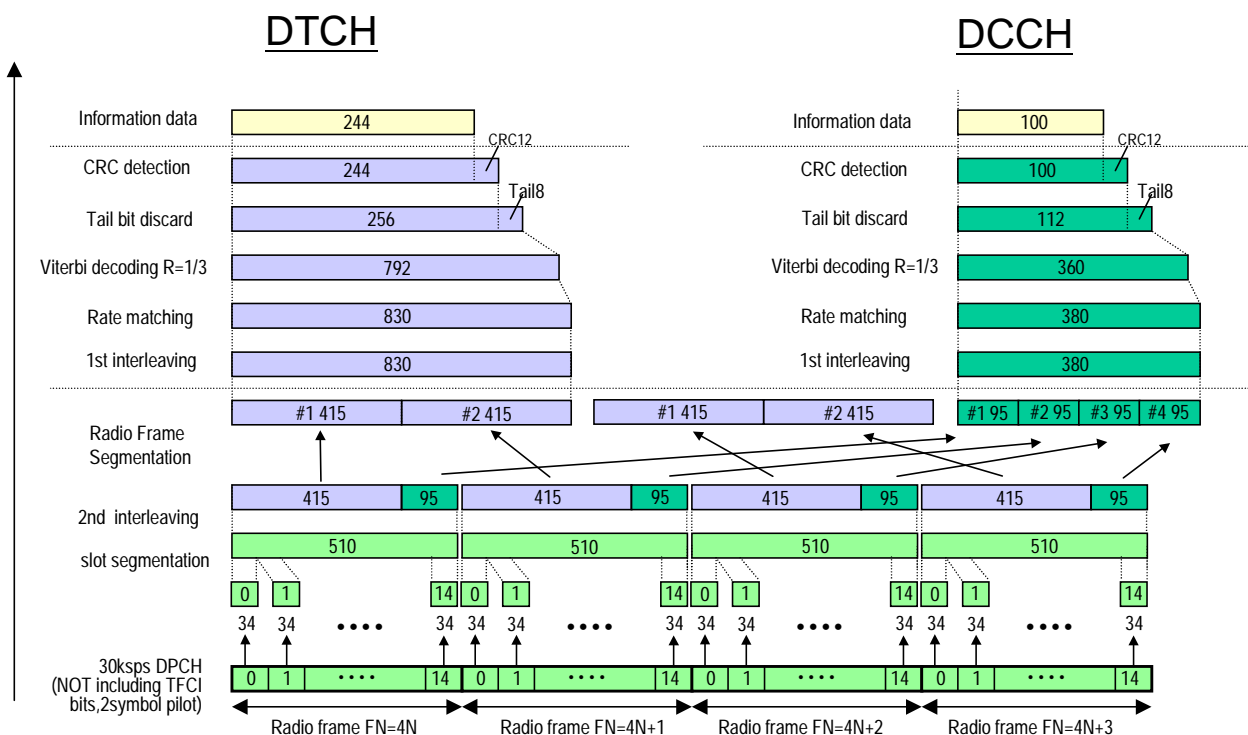 DTCH DCCH
Information data 244 Information data 100
CRC12 CRC12
CRC detection 244 CRC detection 100
Tail8 Tail8
Tail bit discard 256 Tail bit discard 112
Viterbi decoding R=1/3 792 Viterbi decoding R=1/3 360
Rate matching 830 Rate matching 380
1st interleaving 830 1st interleaving 380
#1 415 #2 415 #1 415 #2 415 #1 95 #2 95 #3 95 #4 95
Radio Frame
Segmentation
415 95 415 95 415 95 415 95
2nd interleaving
510 510 510 510
slot segmentation
0 1 14 0 1 14 0 1 14 0 1 14
34 34 •••• 34 34 34 •••• 34 34 34 •••• 34 34 34 •••• 34
30ksps DPCH
(NOT including TFCI
bits,2symbol pilot)
0 1 •••• 14 0 1 •••• 14 0 1 •••• 14 0 1 •••• 14
Radio frame FN=4N Radio frame FN=4N+1 Radio frame FN=4N+2 Radio frame FN=4N+3